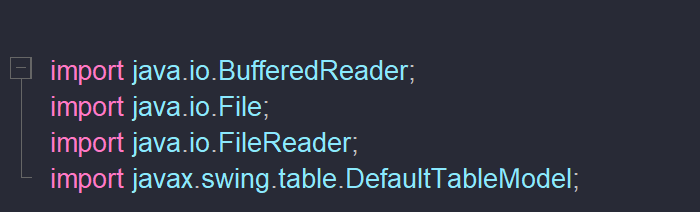 import java.io.BufferedReader;
import java.io.File;
import java.io.FileReader;
import javax.swing.table.DefaultTableModel;